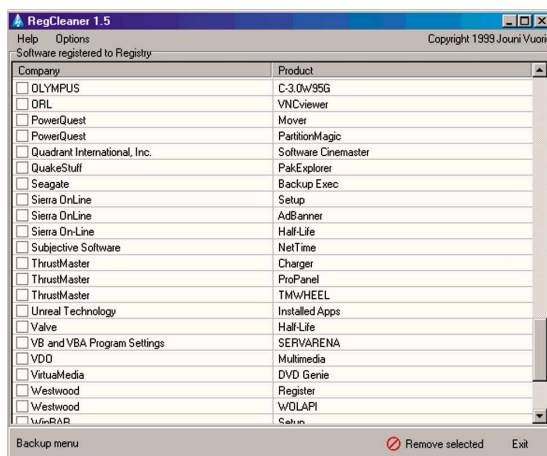 RegCleaner 1.5
Help Options Copyright 1999 Jouni Vuori
Software registered to Registry
Company Product
OLYMPUS C-3.0W95G
ORL VNCviewer
PowerQuest Mover
PowerQuest PartitionMagic
Quadrant International, Inc. Software Cinemaster
QuakeStuff PakExplorer
Seagate Backup Exec
Sierra OnLine Setup
Sierra OnLine AdBanner
Sierra On-Line Half-Life
Subjective Software NetTime
ThrustMaster Charger
ThrustMaster ProPanel
ThrustMaster TMWHEEL
Unreal Technology Installed Apps
Valve Half-Life
VB and VBA Program Settings SERVARENA
VDO Multimedia
VirtuaMedia DVD Genie
Westwood Register
Westwood WOLAPI
WinRAR Setup
Backup menu Remove selected Exit